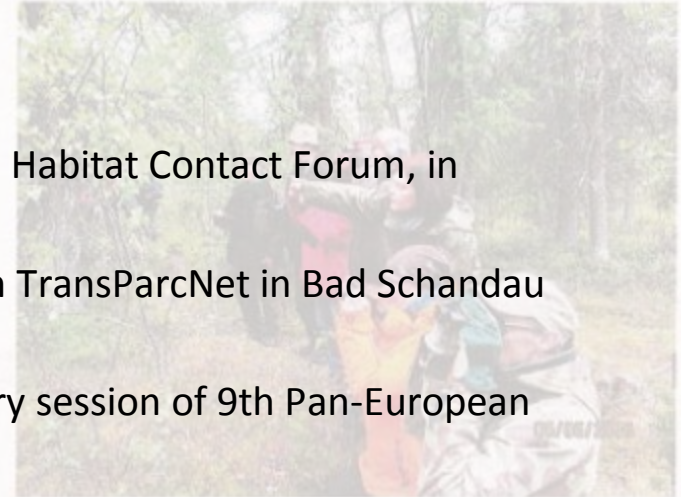 Habitat Contact Forum, in
TransParcNet in Bad Schandau
ry session of 9th Pan-European